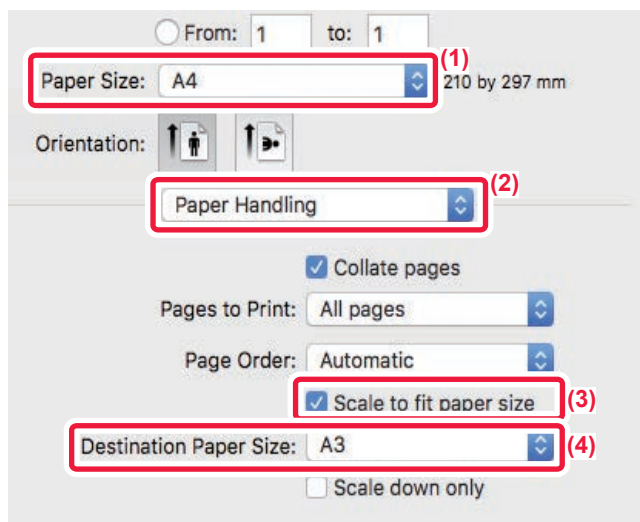 From: 1 to: 1
(1)
Paper Size: A4 210 by 297 mm
Orientation:
(2)
Paper Handling
Collate pages
Pages to Print: All pages
Page Order: Automatic
Scale to fit paper size (3)
Destination Paper Size: A3 (4)
Scale down only